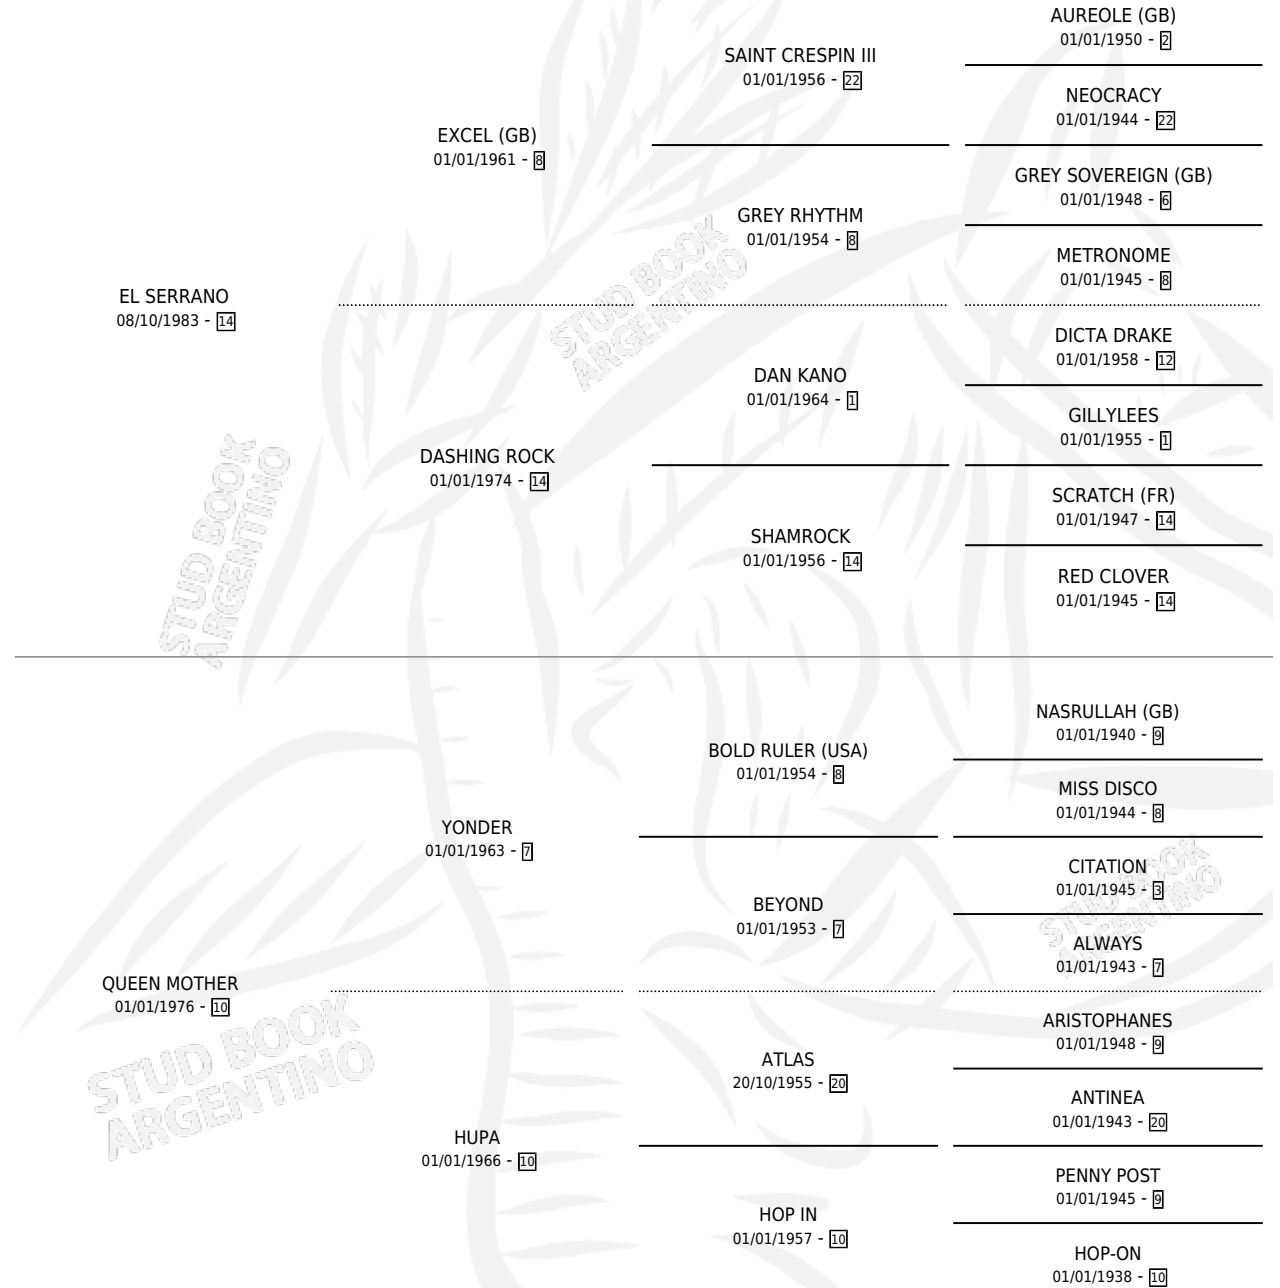 AUREOLE (GB)
01/01/1950 - 2
SAINT CRESPIN III
01/01/1956 - 22
NEOCRACY
01/01/1944 - 22
EXCEL (GB)
01/01/1961 - 8
GREY SOVEREIGN (GB)
01/01/1948 - 6
GREY RHYTHM
01/01/1954 - 8
METRONOME
01/01/1945 - 8
EL SERRANO
08/10/1983 - 14
DICTA DRAKE
01/01/1958 - 12
DAN KANO
01/01/1964 - 1
GILLYLEES
01/01/1955 - 1
DASHING ROCK
01/01/1974 - 14
SCRATCH (FR)
01/01/1947 - 14
SHAMROCK
01/01/1956 - 14
RED CLOVER
01/01/1945 - 14
NASRULLAH (GB)
01/01/1940 - 9
BOLD RULER (USA)
01/01/1954 - 8
MISS DISCO
01/01/1944 - 8
YONDER
01/01/1963 - 7
CITATION
01/01/1945 - 3
BEYOND
01/01/1953 - 7
ALWAYS
01/01/1943 - 7
QUEEN MOTHER
01/01/1976 - 10
ARISTOPHANES
01/01/1948 - 9
ATLAS
20/10/1955 - 20
ANTINEA
01/01/1943 - 20
HUPA
01/01/1966 - 10
PENNY POST
01/01/1945 - 9
HOP IN
01/01/1957 - 10
HOP-ON
01/01/1938 - 10
STUD BOOK
ARGENTINO
STUD BOOK
ARGENTINO
STUD BOOK
ARGENTINO
STUD BOOK
ARGENTINO